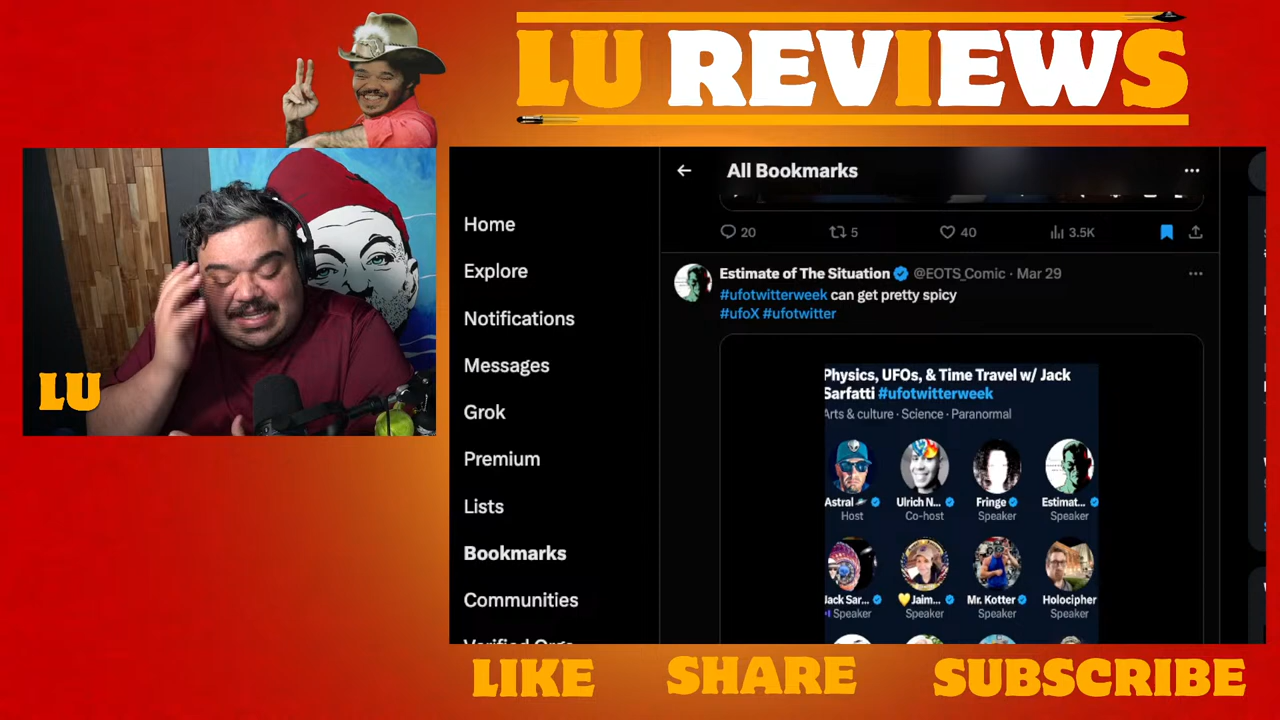 LU REVIEWS
LU
All Bookmarks
Home
Explore
Notifications
Messages
Grok
Premium
Lists
Bookmarks
Communities
20
5
40
3.5K
Estimate of The Situation @EOTS_Comic · Mar 29
#ufotwitterweek can get pretty spicy
#ufoX #ufotwitter
Physics, UFOs, & Time Travel w/ Jack
Sarfatti #ufotwitterweek
Arts & culture · Science · Paranormal
Astral
Ulrich N...
Fringe
Estimat...
Host
Co-host
Speaker
Speaker
Jack Sar...
Jaim...
Mr. Kotter
Holocipher
Speaker
Speaker
Speaker
Speaker
LIKE
SHARE
SUBSCRIBE